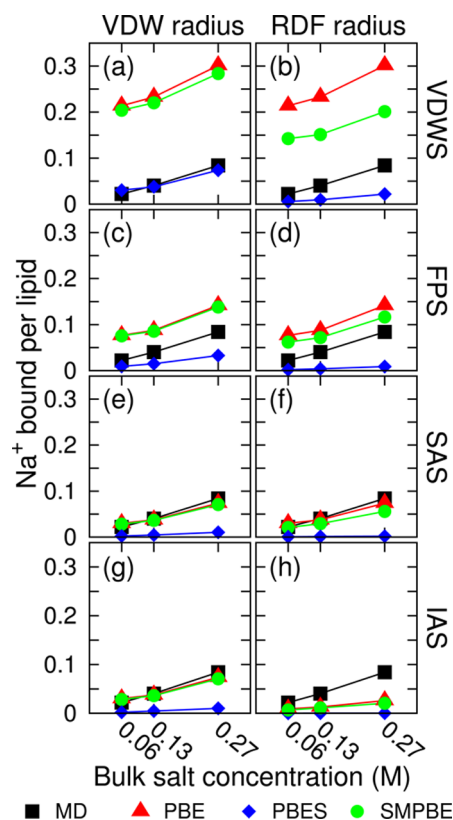 VDW radius RDF radius
(a) (b)
0.3
0.2
0.1
0
VDWS
(c) (d)
0.3
0.2
0.1
0
FPS
(e) (f)
0.3
0.2
0.1
0
SAS
(g) (h)
0.3
0.2
0.1
0
IAS
Na⁺ bound per lipid
0.06 0.13 0.27 0.06 0.13 0.27
Bulk salt concentration (M)
MD PBE PBES SMPBE